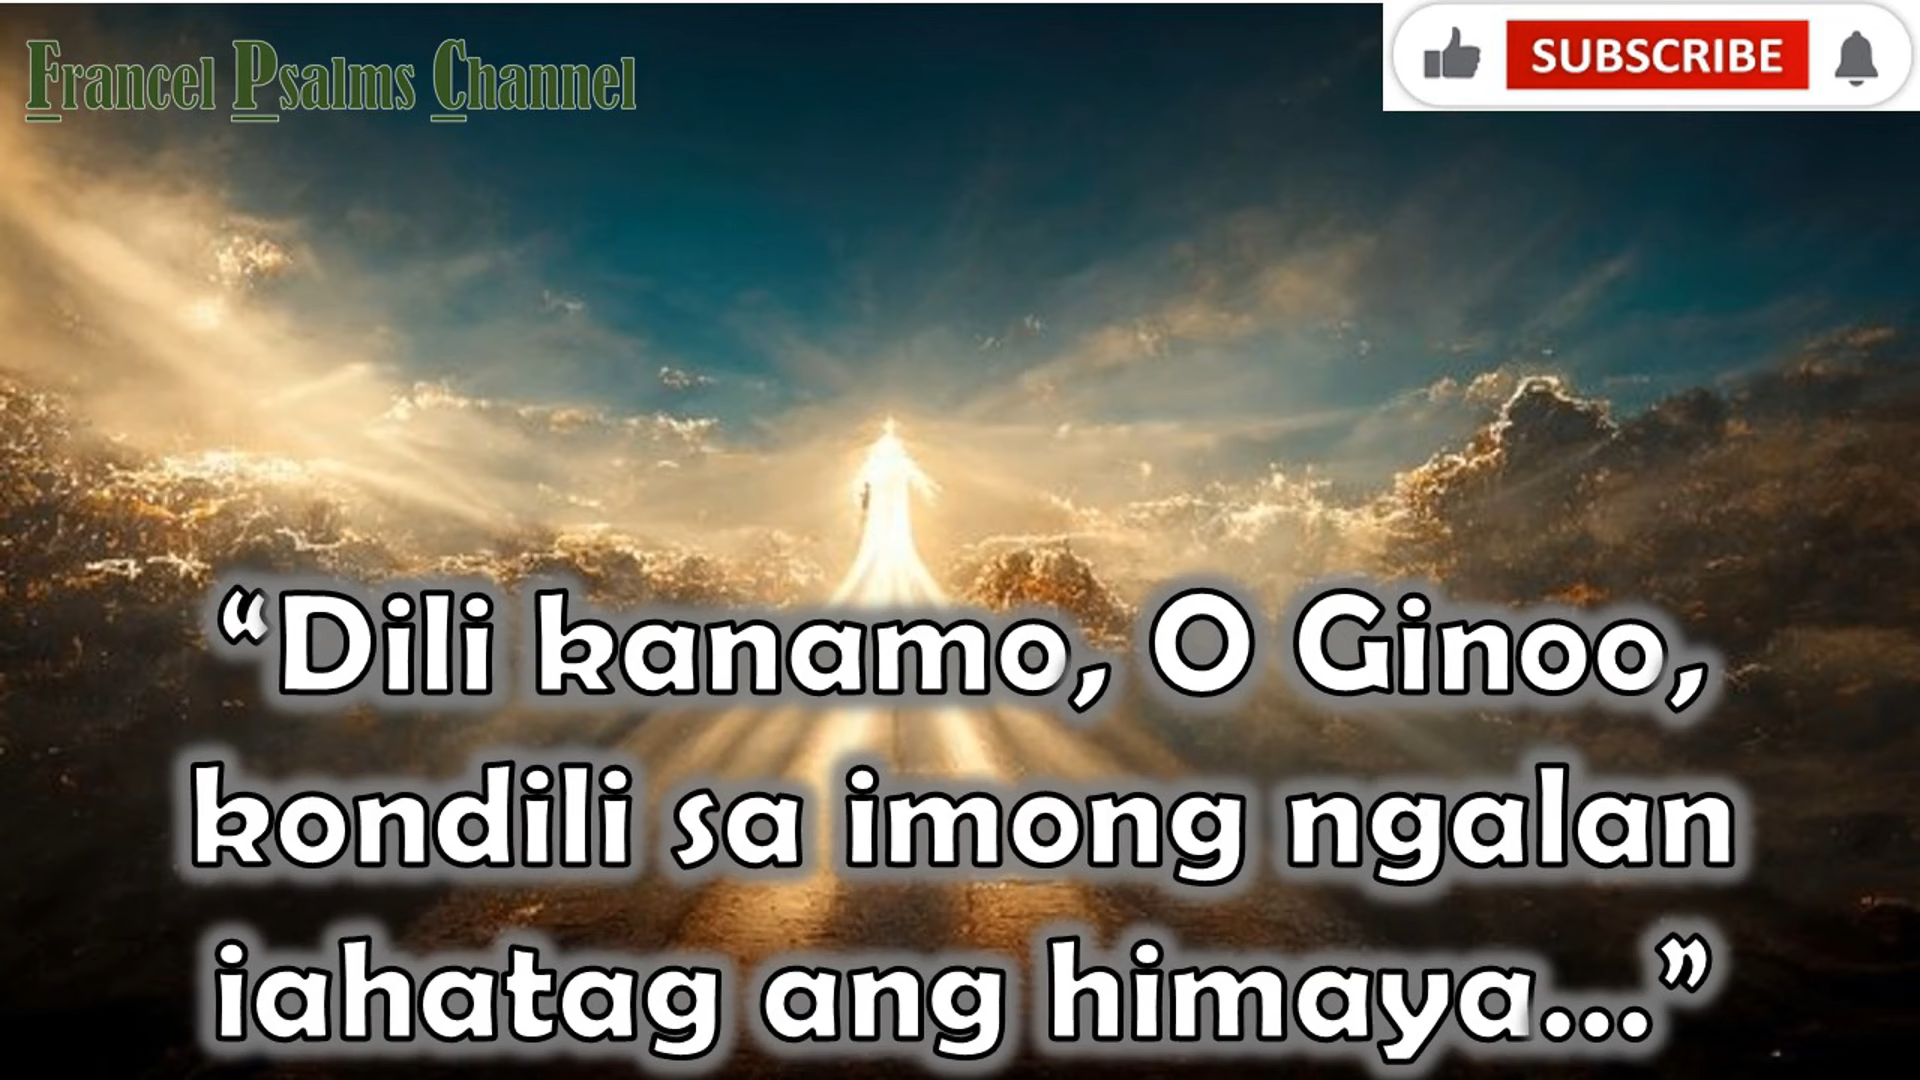 Francel Psalms Channel
SUBSCRIBE
“Dili kanamo, O Ginoo,
kondili sa imong ngalan
iahatag ang himaya...”